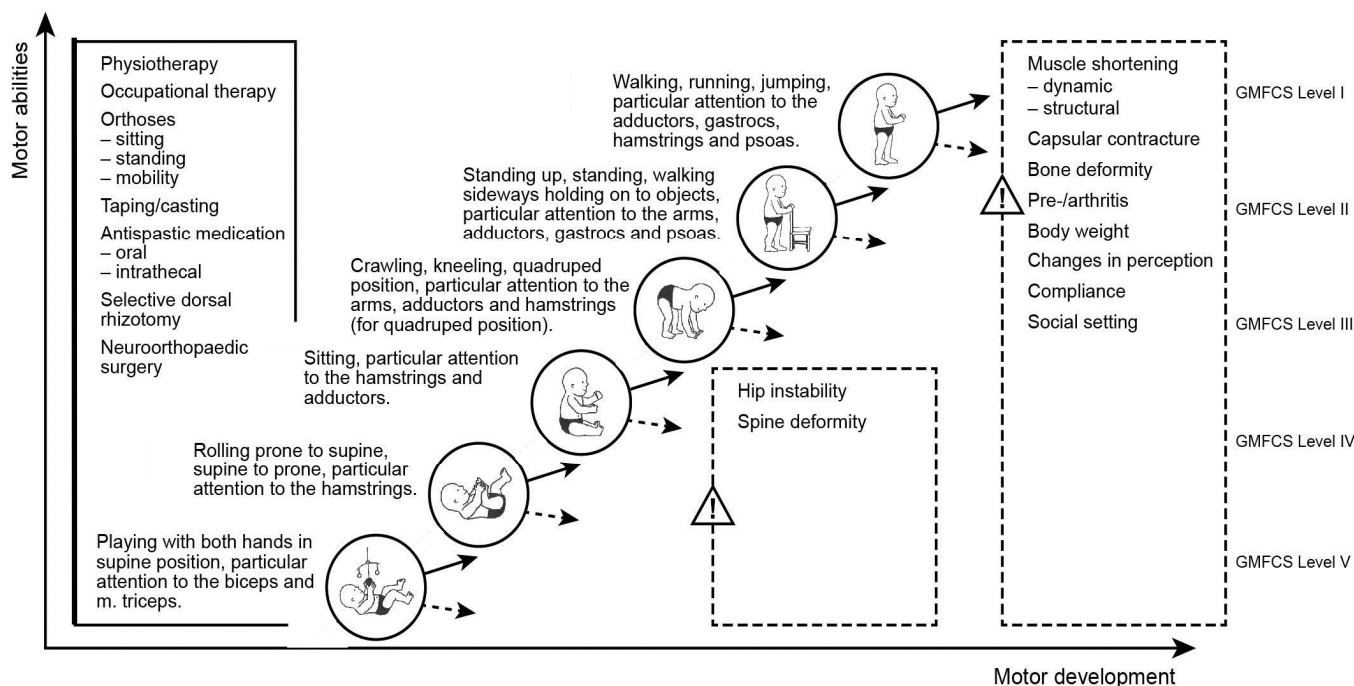 Motor abilities
Physiotherapy
Occupational therapy
Orthoses
– sitting
– standing
– mobility
Taping/casting
Antispastic medication
– oral
– intrathecal
Selective dorsal
rhizotomy
Neuroorthopaedic
surgery
Walking, running, jumping,
particular attention to the
adductors, gastrocs,
hamstrings and psoas.
Standing up, standing, walking
sideways holding on to objects,
particular attention to the arms,
adductors, gastrocs and psoas.
Crawling, kneeling, quadruped
position, particular attention to the
arms, adductors and hamstrings
(for quadruped position).
Sitting, particular attention
to the hamstrings and
adductors.
Rolling prone to supine,
supine to prone, particular
attention to the hamstrings.
Playing with both hands in
supine position, particular
attention to the biceps and
m. triceps.
Hip instability
Spine deformity
!
Muscle shortening
– dynamic
– structural
Capsular contracture
Bone deformity
!
Pre-/arthritis
Body weight
Changes in perception
Compliance
Social setting
GMFCS Level I
GMFCS Level II
GMFCS Level III
GMFCS Level IV
GMFCS Level V
Motor development